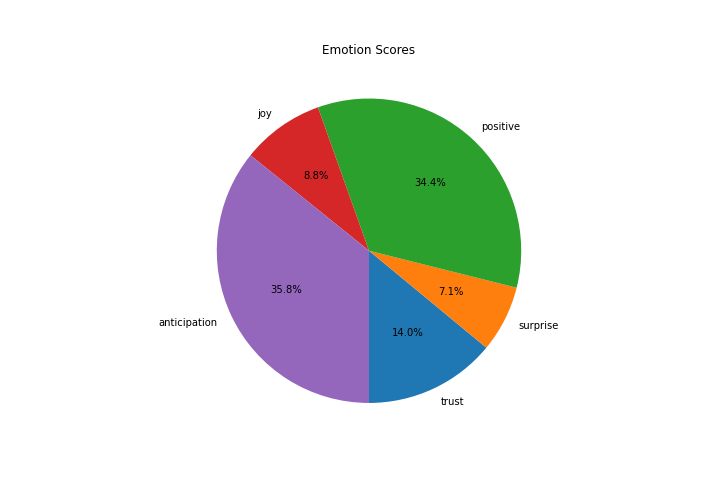 Emotion Scores
joy
positive
8.8%
34.4%
35.8%
7.1%
anticipation
surprise
14.0%
trust